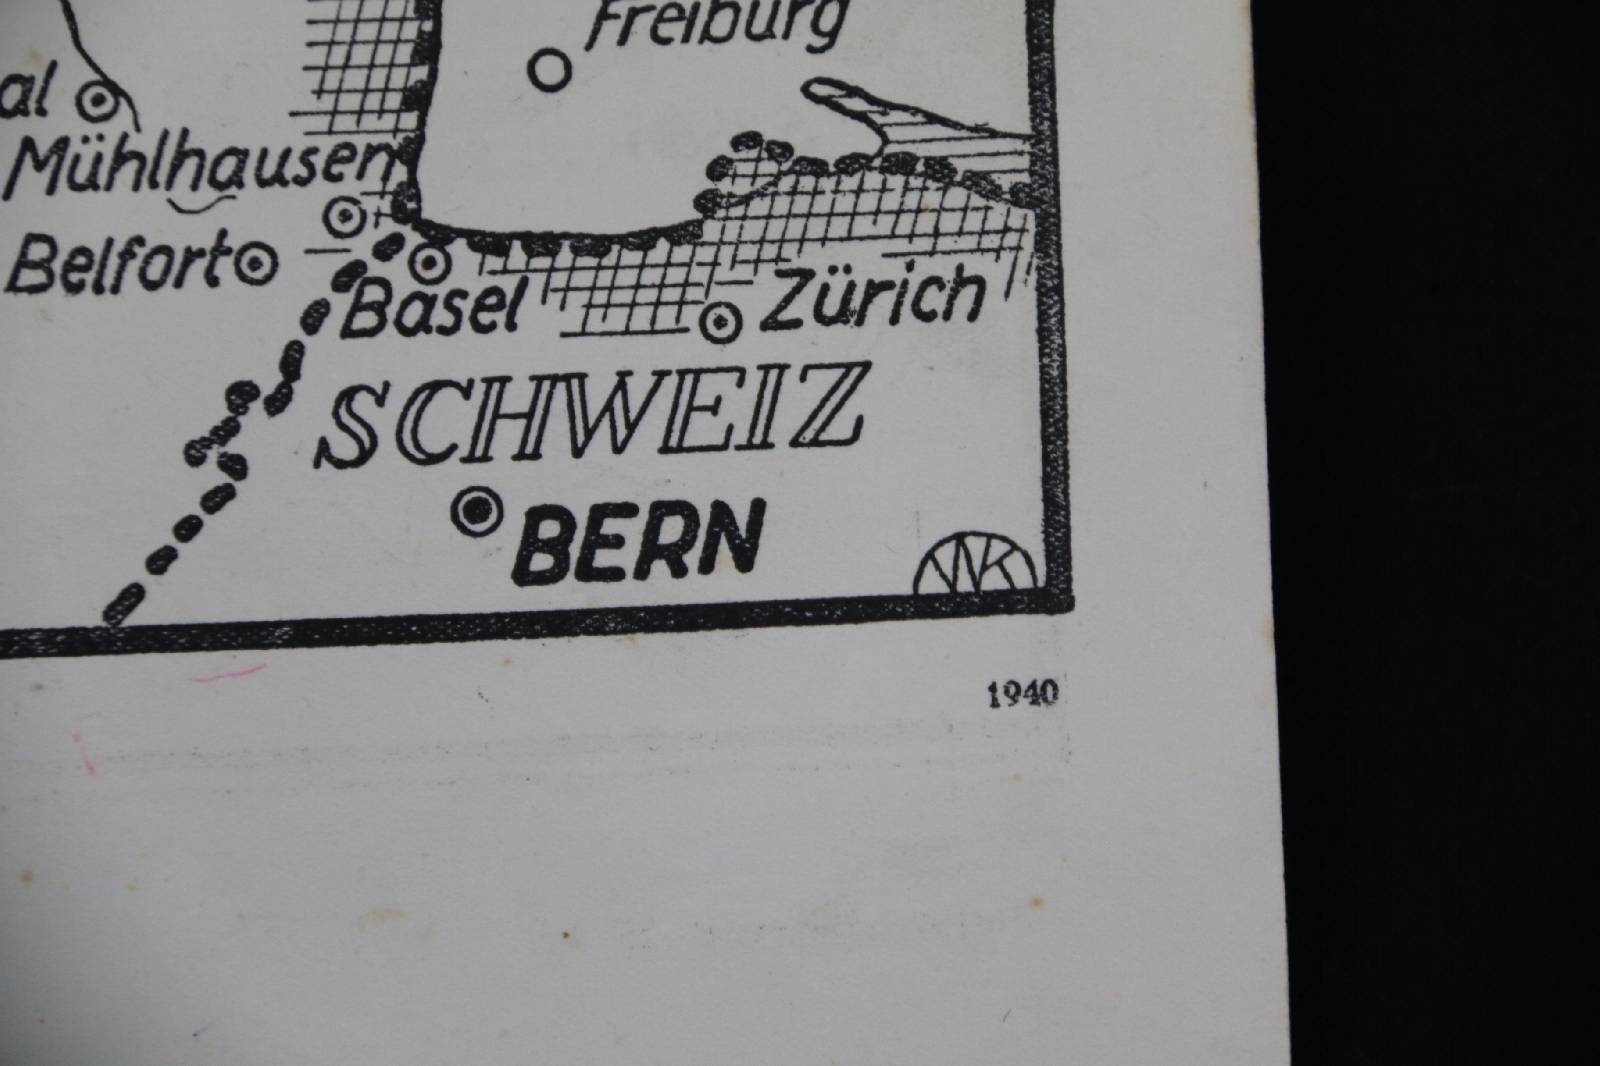 Freiburg
al
Mühlhausen
Belfort
Basel
Zürich
SCHWEIZ
BERN
1940